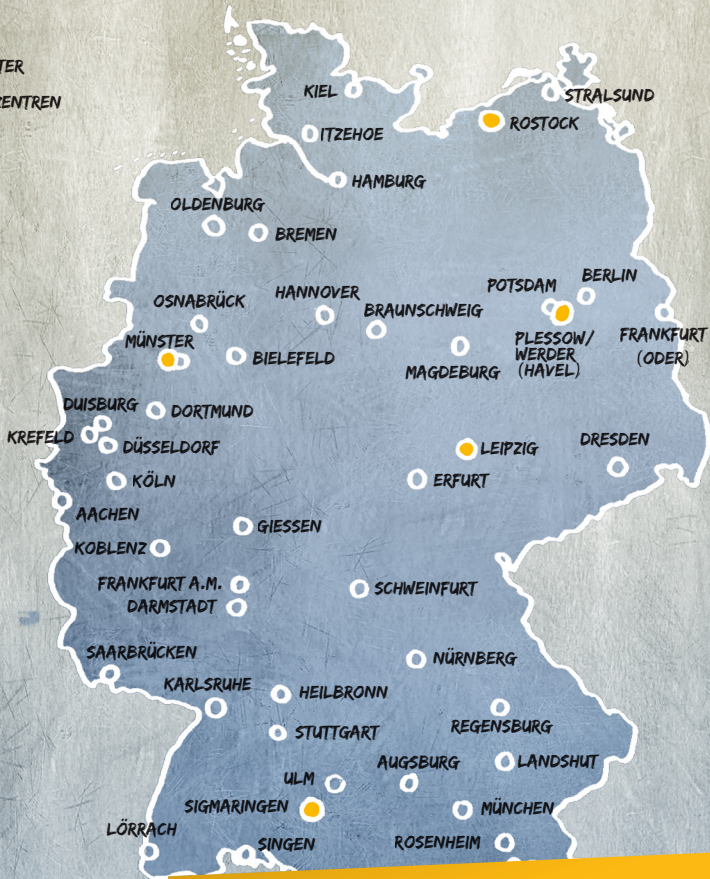 TER
ZENTREN
KIEL
STRALSUND
ITZEHOE
ROSTOCK
HAMBURG
OLDENBURG
BREMEN
POTSDAM
BERLIN
OSNABRÜCK
HANNOVER
BRAUNSCHWEIG
MÜNSTER
PLESSOW/
WERDER
(HAVEL)
FRANKFURT
(ODER)
BIELEFELD
MAGDEBURG
DUISBURG
DORTMUND
KREFELD
DÜSSELDORF
LEIPZIG
DRESDEN
KÖLN
ERFURT
AACHEN
GIESSEN
KOBLENZ
FRANKFURT A.M.
SCHWEINFURT
DARMSTADT
SAARBRÜCKEN
NÜRNBERG
KARLSRUHE
HEILBRONN
STUTTGART
REGENSBURG
AUGSBURG
LANDSHUT
ULM
SIGMARINGEN
MÜNCHEN
LÖRRACH
SINGEN
ROSENHEIM